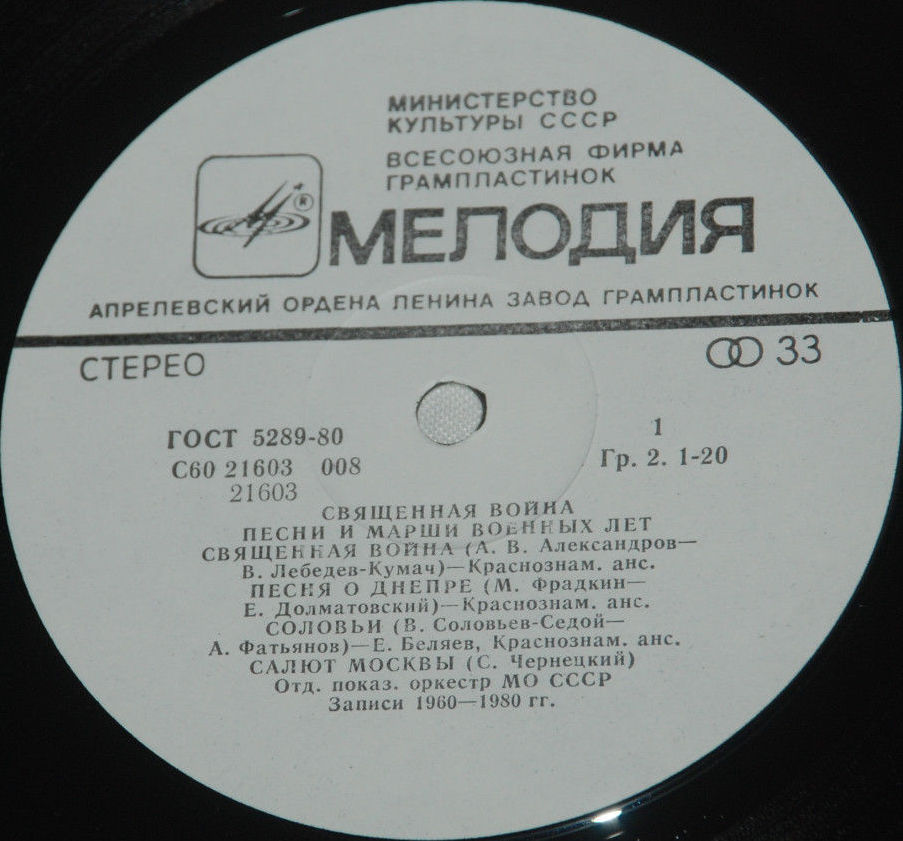 МИНИСТЕРСТВО
КУЛЬТУРЫ СССР
ВСЕСОЮЗНАЯ ФИРМА
ГРАМПЛАСТИНОК
®
МЕЛОДИЯ
АПРЕЛЕВСКИЙ ОРДЕНА ЛЕНИНА ЗАВОД ГРАМПЛАСТИНОК
СТЕРЕО
33
ГОСТ 5289-80
1
С60 21603 008
Гр. 2. 1-20
21603
СВЯЩЕННАЯ ВОЙНА
ПЕСНИ И МАРШИ ВОЕННЫХ ЛЕТ
СВЯЩЕННАЯ ВОЙНА (А. В. Александров—
В. Лебедев-Кумач)—Краснознам. анс.
ПЕСНЯ О ДНЕПРЕ (М. Фрадкин—
Е. Долматовский)—Краснознам. анс.
СОЛОВЬИ (В. Соловьев-Седой—
А. Фатьянов)—Е. Беляев, Краснознам. анс.
САЛЮТ МОСКВЫ (С. Чернецкий)
Отд. показ. оркестр МО СССР
Записи 1960—1980 гг.